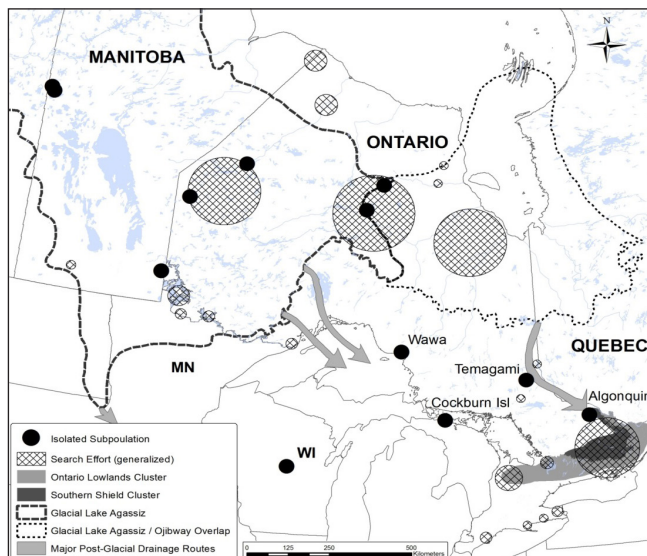 N
MANITOBA
ONTARIO
Wawa
QUEBEC
Temagami
MN
Algonquin
Cockburn Isl
WI
Isolated Subpoulation
Search Effort (generalized)
Ontario Lowlands Cluster
Southern Shield Cluster
Glacial Lake Agassiz
Glacial Lake Agassiz / Ojibway Overlap
Major Post-Glacial Drainage Routes
0 125 250 500
Kilometers